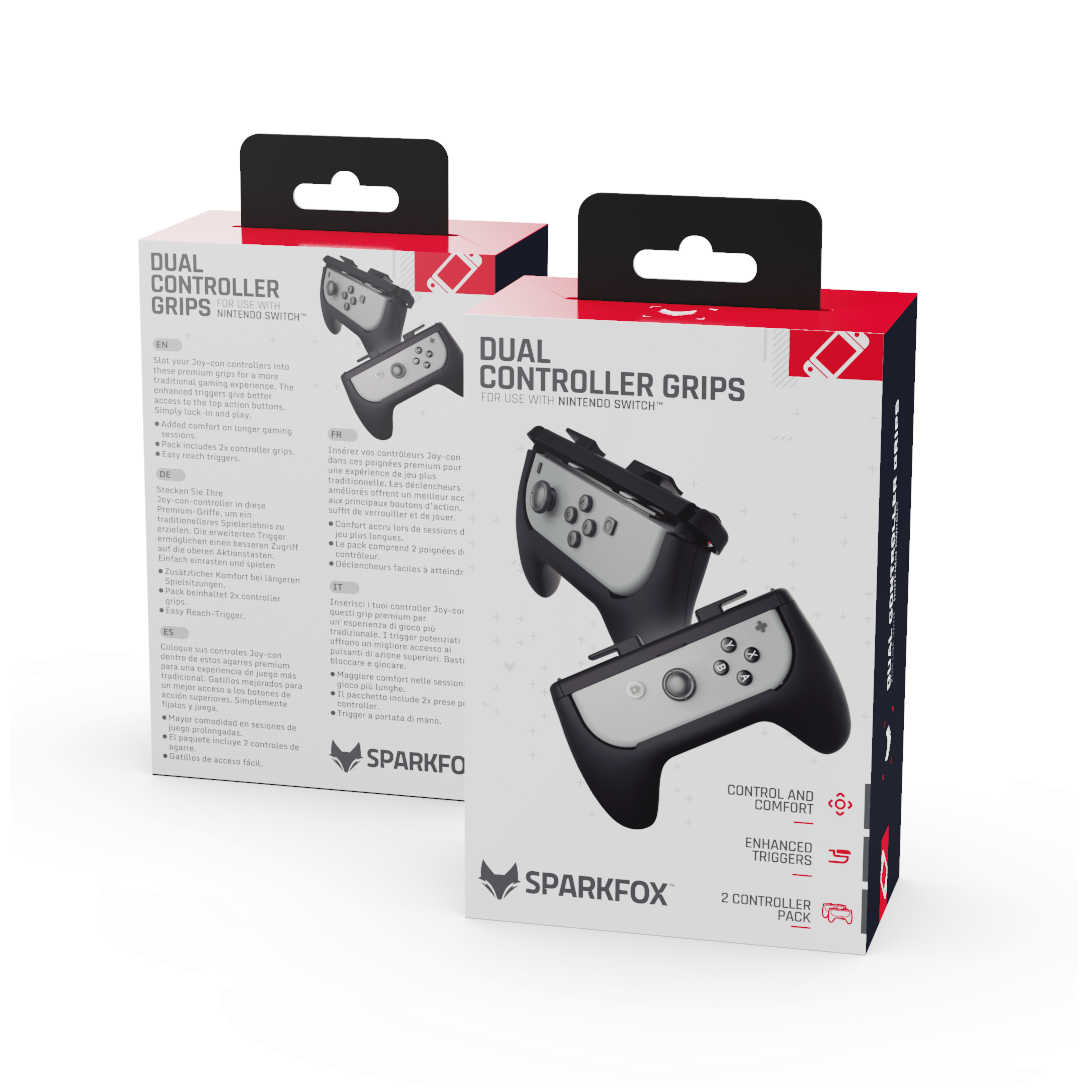 DUAL
CONTROLLER
GRIPS
FOR USE WITH
NINTENDO SWITCH™
EN
Slot your Joy-con controllers into
these premium grips for a more
traditional gaming experience. The
enhanced triggers give better
access to the top action buttons.
Simply lock-in and play.
● Added comfort on longer gaming
sessions.
● Pack includes 2x controller grips.
● Easy reach triggers.
DE
Stecken Sie Ihre
Joy-con-controller in diese
Premium-Griffe, um ein
traditionelleres Spielerlebnis zu
erzielen. Die erweiterten Trigger
ermöglichen einen besseren Zugriff
auf die oberen Aktionstasten.
Einfach einrasten und spielen
● Zusätzlicher Komfort bei längeren
Spielsitzungen.
● Pack beinhaltet 2x controller
grips.
● Easy Reach-Trigger.
ES
Coloque sus controles Joy-con
dentro de estos agarres premium
para una experiencia de juego más
tradicional. Gatillos mejorados para
un mejor acceso a los botones de
acción superiores. Simplemente
fíjalos y juega.
● Mayor comodidad en sesiones de
juego prolongadas.
● El paquete incluye 2 controles de
agarre.
● Gatillos de acceso fácil.
FR
Insérez vos contrôleurs Joy-con
dans ces poignées premium pour
une expérience de jeu plus
traditionnelle. Les déclencheurs
améliorés offrent un meilleur acc
aux principaux boutons d'action.
suffit de verrouiller et de jouer.
● Confort accru lors de sessions d
jeu plus longues.
● Le pack comprend 2 poignées de
contrôleur.
● Déclencheurs faciles à atteindr
IT
Inserisci i tuoi controller Joy-con
questi grip premium per
un'esperienza di gioco più
tradizionale. I trigger potenziati
offrono un migliore accesso ai
pulsanti di azione superiori. Basta
bloccare e giocare.
● Maggiore comfort nelle session
gioco più lunghe.
● Il pacchetto include 2x prese p
controller.
● Trigger a portata di mano.
SPARKFO
DUAL
CONTROLLER GRIPS
FOR USE WITH NINTENDO SWITCH™
Y
X
B
A
CONTROL AND
COMFORT
ENHANCED
TRIGGERS
2 CONTROLLER
PACK
SPARKFOX™
DUAL CONTROLLER GRIPS